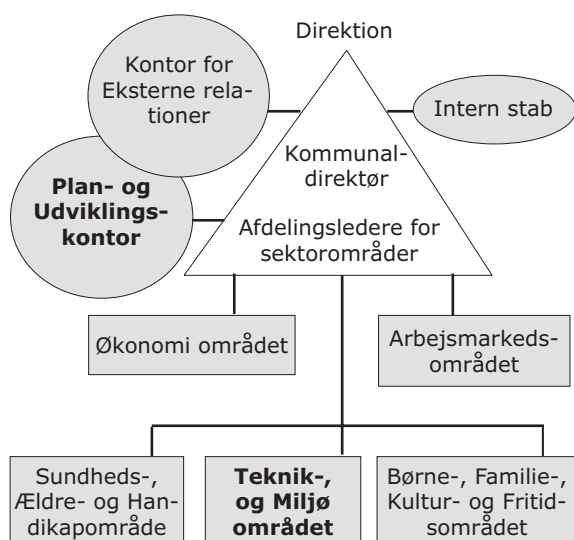 Direktion
Kontor for
Eksterne rela-
tioner
Intern stab
Kommunal-
direktør
Plan- og
Udviklings-
kontor
Afdelingsledere for
sektorområder
Økonomi området
Arbejsmarkeds-
området
Sundheds-,
Ældre- og Han-
dikapområde
Teknik-,
og Miljø
området
Børne-, Familie-,
Kultur- og Fritid-
sområdet